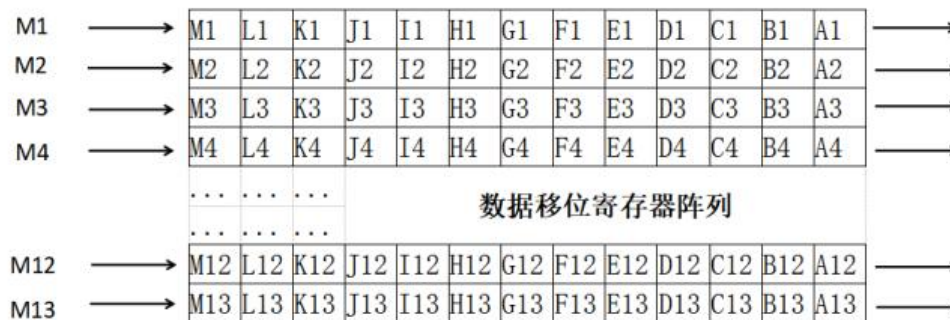 M1 M1 L1 K1 J1 I1 H1 G1 F1 E1 D1 C1 B1 A1
M2 M2 L2 K2 J2 I2 H2 G2 F2 E2 D2 C2 B2 A2
M3 M3 L3 K3 J3 I3 H3 G3 F3 E3 D3 C3 B3 A3
M4 M4 L4 K4 J4 I4 H4 G4 F4 E4 D4 C4 B4 A4
... ... ...
数据移位寄存器阵列
... ... ...
M12 M12 L12 K12 J12 I12 H12 G12 F12 E12 D12 C12 B12 A12
M13 M13 L13 K13 J13 I13 H13 G13 F13 E13 D13 C13 B13 A13